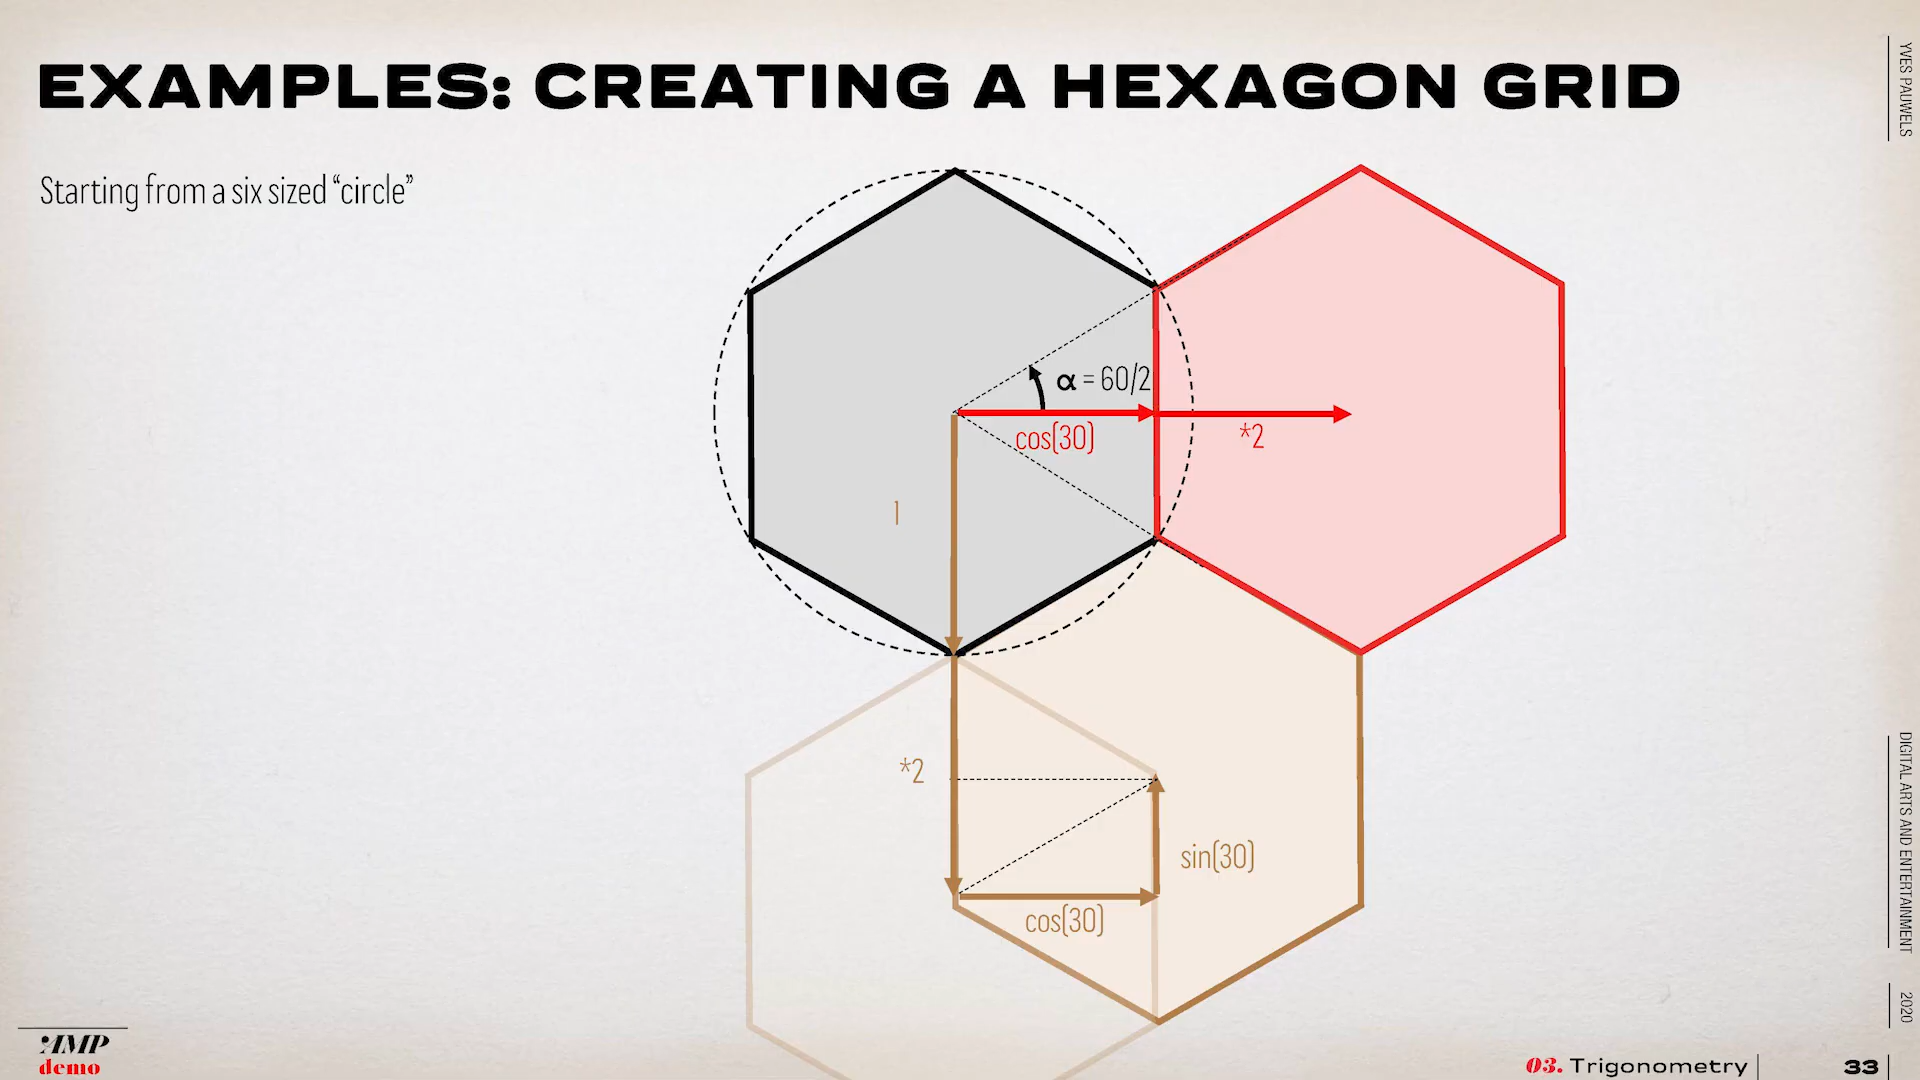 EXAMPLES: CREATING A HEXAGON GRID
Starting from a six sized “circle”
α = 60/2
cos(30)
*2
1
*2
sin(30)
cos(30)
YVES PAUWELS
DIGITAL ARTS AND ENTERTAINMENT
2020
AMP
demo
03. Trigonometry
33